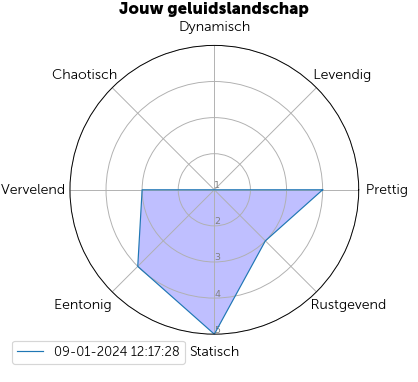 Jouw geluidslandschap
Dynamisch
Chaotisch
Levendig
Vervelend
Prettig
1
2
3
4
5
Eentonig
Rustgevend
Statisch
09-01-2024 12:17:28